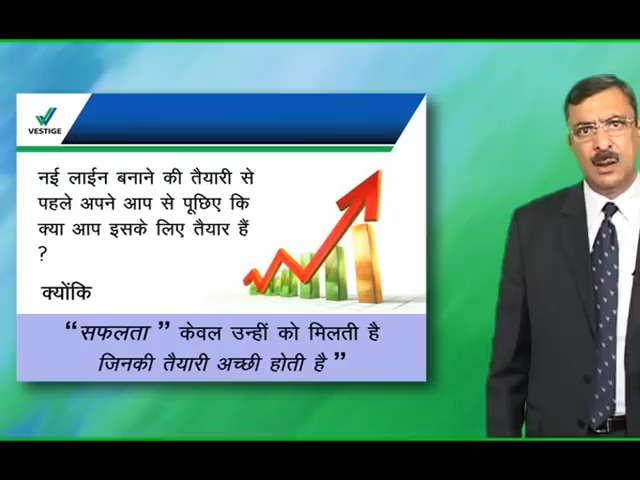 VESTIGE
नई लाईन बनाने की तैयारी से
पहले अपने आप से पूछिए कि
क्या आप इसके लिए तैयार हैं
?
क्योंकि
“सफलता ” केवल उन्हीं को मिलती है
जिनकी तैयारी अच्छी होती है ”